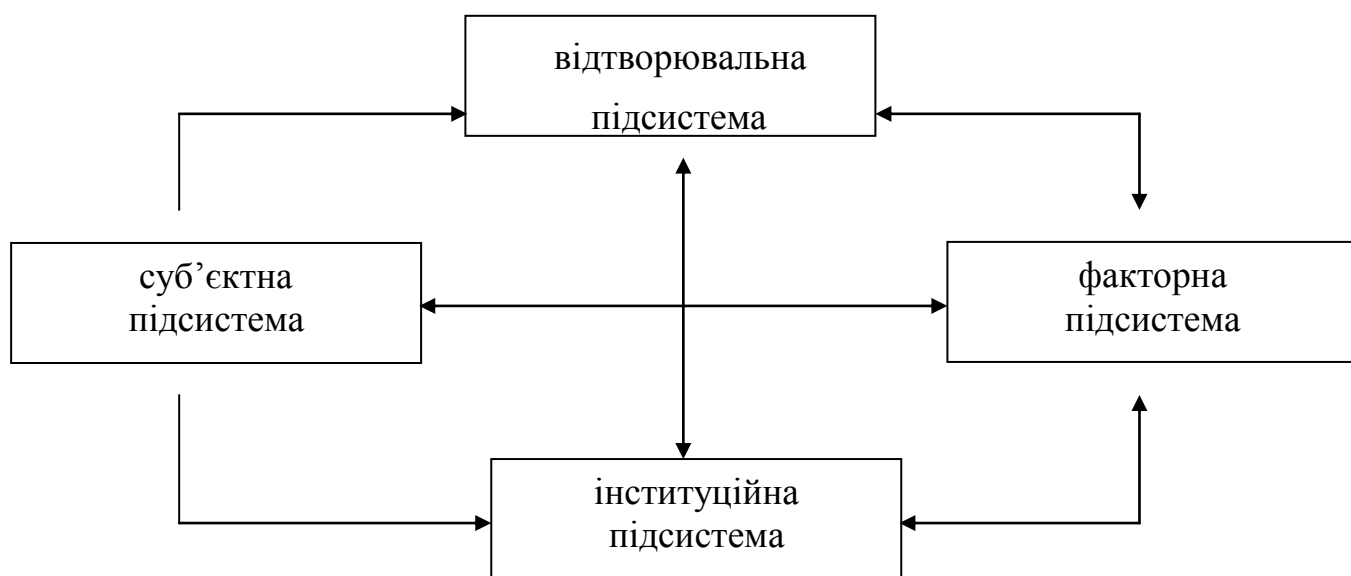 відтворювальна
підсистема
суб’єктна
підсистема
факторна
підсистема
інституційна
підсистема